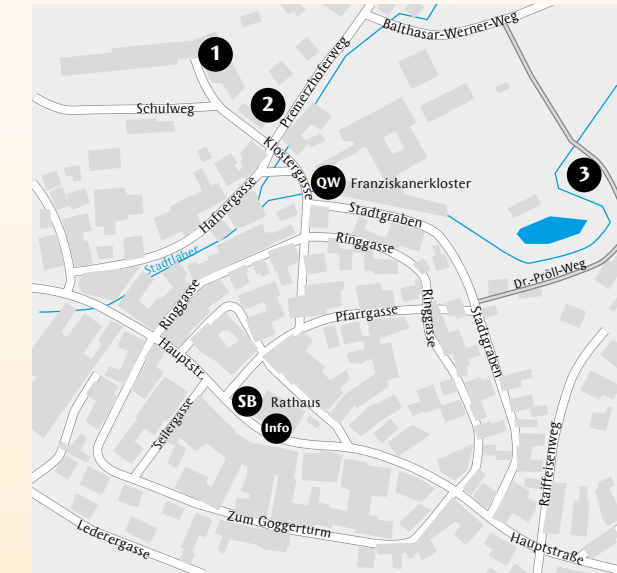 Balthasar-Werner-Weg
1
Premerzhoferweg
2
Schulweg
Klostergasse
3
QW Franziskanerkloster
Hafnergasse
Stadtgraben
Ringgasse
Stadtlaber
Dr.-Pröll-Weg
Ringgasse
Pfarrgasse
Ringgasse
Stadtgraben
Hauptstr.
SB Rathaus
Info
Seilergasse
Raiffeisenweg
Zum Goggerturm
Lederergasse
Hauptstraße